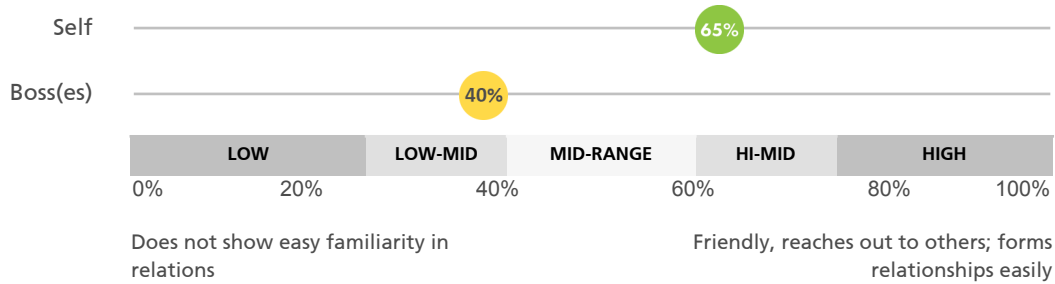 Self
65%
Boss(es)
40%
LOW LOW-MID MID-RANGE HI-MID HIGH
0% 20% 40% 60% 80% 100%
Does not show easy familiarity in
relations
Friendly, reaches out to others; forms
relationships easily